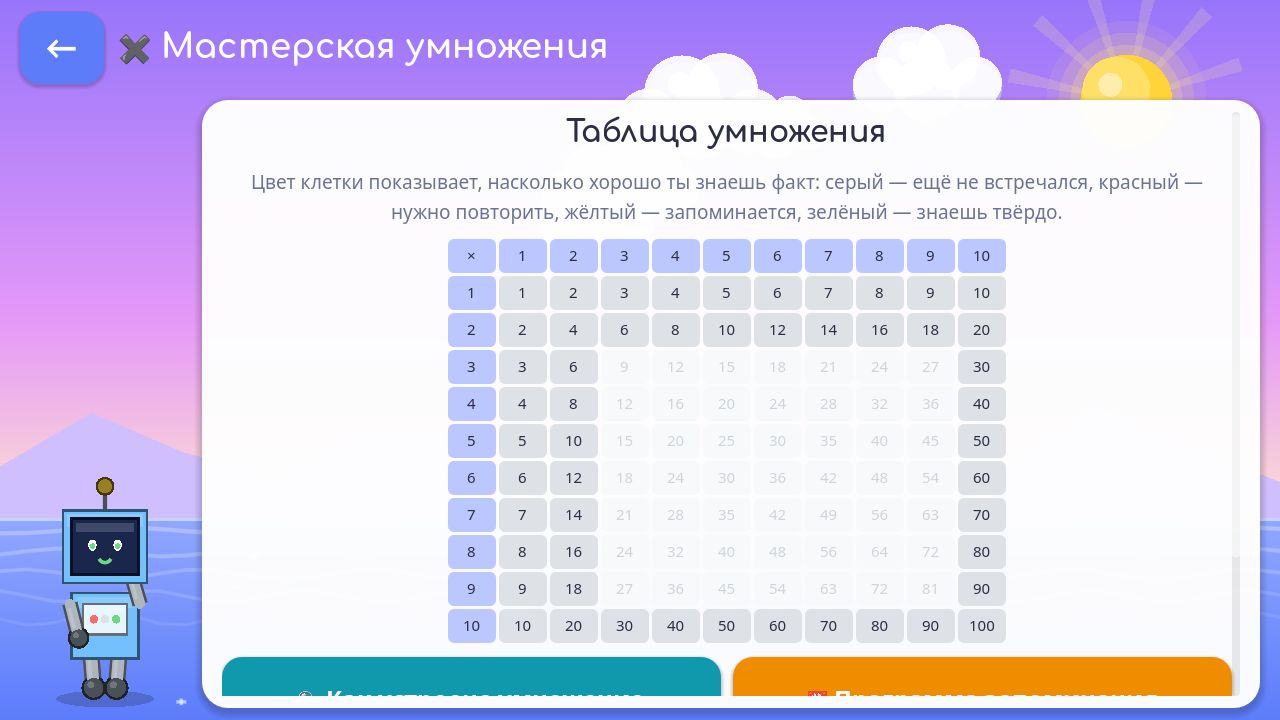 Мастерская умножения
Таблица умножения
Цвет клетки показывает, насколько хорошо ты знаешь факт: серый — ещё не встречался, красный —
нужно повторить, жёлтый — запоминается, зелёный — знаешь твёрдо.
× 1 2 3 4 5 6 7 8 9 10
1 1 2 3 4 5 6 7 8 9 10
2 2 4 6 8 10 12 14 16 18 20
3 3 6 9 12 15 18 21 24 27 30
4 4 8 12 16 20 24 28 32 36 40
5 5 10 15 20 25 30 35 40 45 50
6 6 12 18 24 30 36 42 48 54 60
7 7 14 21 28 35 42 49 56 63 70
8 8 16 24 32 40 48 56 64 72 80
9 9 18 27 36 45 54 63 72 81 90
10 10 20 30 40 50 60 70 80 90 100